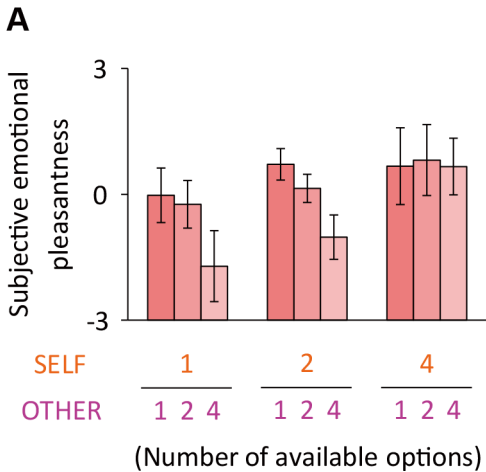 A
Subjective emotional
pleasantness
3
0
-3
SELF 1 2 4
OTHER 1 2 4 1 2 4 1 2 4
(Number of available options)